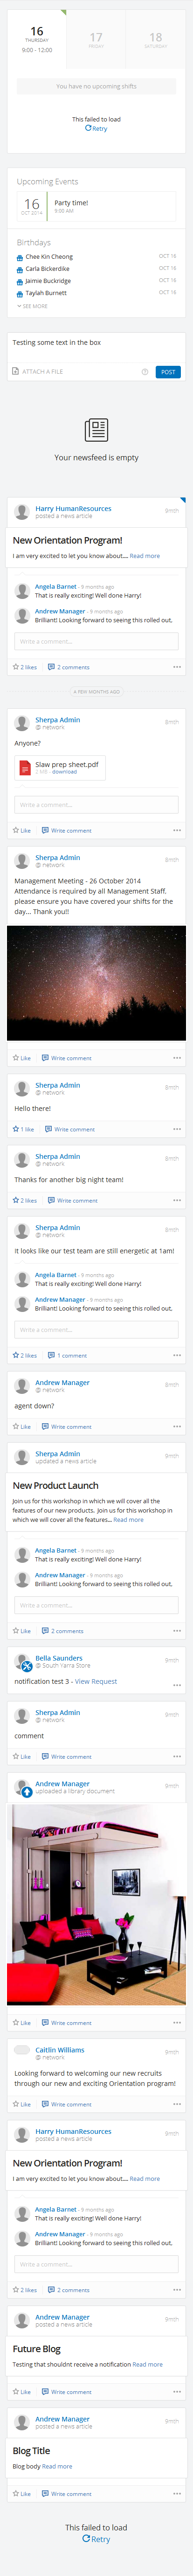 16
THURSDAY
9:00 - 12:00
17
FRIDAY
18
SATURDAY
You have no upcoming shifts
This failed to load
Retry
Upcoming Events
16
OCT 2014
Party time!
9:00 AM
Birthdays
Chee Kin Cheong
OCT 16
Carla Bickerdike
OCT 16
Jaimie Buckridge
OCT 16
Taylah Burnett
OCT 16
SEE MORE
Testing some text in the box
ATTACH A FILE
POST
Your newsfeed is empty
Harry HumanResources
9mth
posted a news article
New Orientation Program!
I am very excited to let you know about.... Read more
Angela Barnet - 9 months ago
That is really exciting! Well done Harry!
Andrew Manager - 9 months ago
Brilliant! Looking forward to seeing this rolled out.
Write a comment...
2 likes
2 comments
A FEW MONTHS AGO
Sherpa Admin
9mth
@ network
Anyone?
Slaw prep sheet.pdf
download
Write a comment...
Like
Write comment
Sherpa Admin
9mth
@ network
Management Meeting - 26 October 2014
Attendance is required by all Management Staff.
please ensure you have covered your shifts for the
day... Thank you!!
Like
Write comment
Sherpa Admin
9mth
@ network
Hello there!
1 like
Write comment
Sherpa Admin
9mth
@ network
Thanks for another big night team!
2 likes
Write comment
Sherpa Admin
9mth
@ network
It looks like our test team are still energetic at 1am!
Angela Barnet - 9 months ago
That is really exciting! Well done Harry!
Andrew Manager - 9 months ago
Brilliant! Looking forward to seeing this rolled out.
Write a comment...
2 likes
1 comment
Andrew Manager
9mth
@ network
agent down?
Like
Write comment
Sherpa Admin
9mth
updated a news article
New Product Launch
Join us for this workshop in which we will cover all the
features of our new products. Join us for this workshop in
which we will cover all the features... Read more
Angela Barnet - 9 months ago
That is really exciting! Well done Harry!
Andrew Manager - 9 months ago
Brilliant! Looking forward to seeing this rolled out.
Write a comment...
Like
2 comments
Bella Saunders
9mth
@ South Yarra Store
notification test 3 - View Request
Sherpa Admin
9mth
@ network
comment
Like
Write comment
Andrew Manager
9mth
uploaded a library document
Like
Write comment
Caitlin Williams
9mth
@ network
Looking forward to welcoming our new recruits
through our new and exciting Orientation program!
Like
Write comment
Harry HumanResources
9mth
posted a news article
New Orientation Program!
I am very excited to let you know about.... Read more
Angela Barnet - 9 months ago
That is really exciting! Well done Harry!
Andrew Manager - 9 months ago
Brilliant! Looking forward to seeing this rolled out.
Write a comment...
2 likes
2 comments
Andrew Manager
9mth
posted a news article
Future Blog
Testing that shouldnt receive a notification Read more
Like
Write comment
Andrew Manager
9mth
posted a news article
Blog Title
Blog body Read more
Like
Write comment
This failed to load
Retry